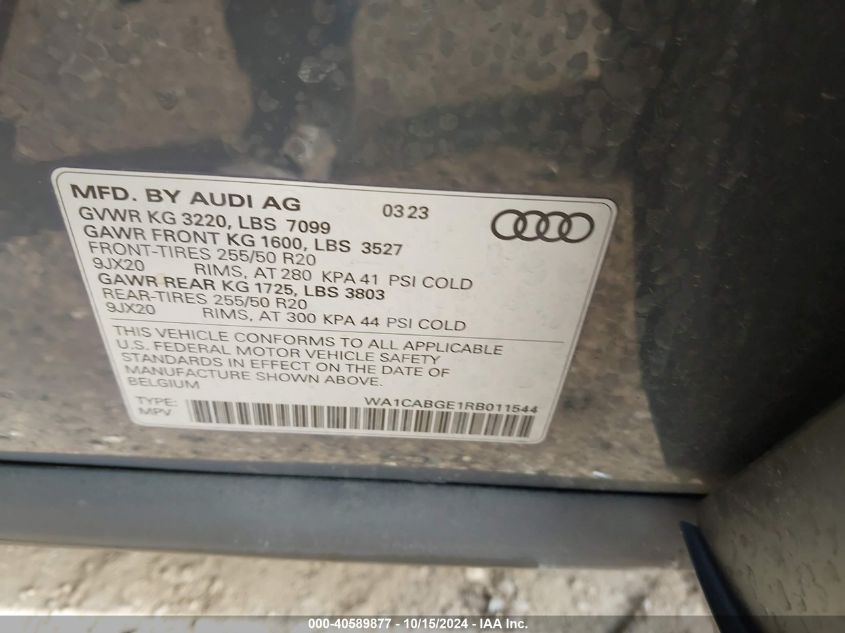 MFD. BY AUDI AG 03 23
GVWR KG 3220, LBS 7099
GAWR FRONT KG 1600, LBS 3527
FRONT-TIRES 255/50 R20
9JX20 RIMS, AT 280 KPA 41 PSI COLD
GAWR REAR KG 1725, LBS 3803
REAR-TIRES 255/50 R20
9JX20 RIMS, AT 300 KPA 44 PSI COLD
THIS VEHICLE CONFORMS TO ALL APPLICABLE
U.S. FEDERAL MOTOR VEHICLE SAFETY
STANDARDS IN EFFECT ON THE DATE OF
MANUFACTURE SHOWN ABOVE.
BELGIUM
WA1CABGE1RB011544
TYPE:
MPV
000-40589877 - 10/15/2024 - IAA Inc.